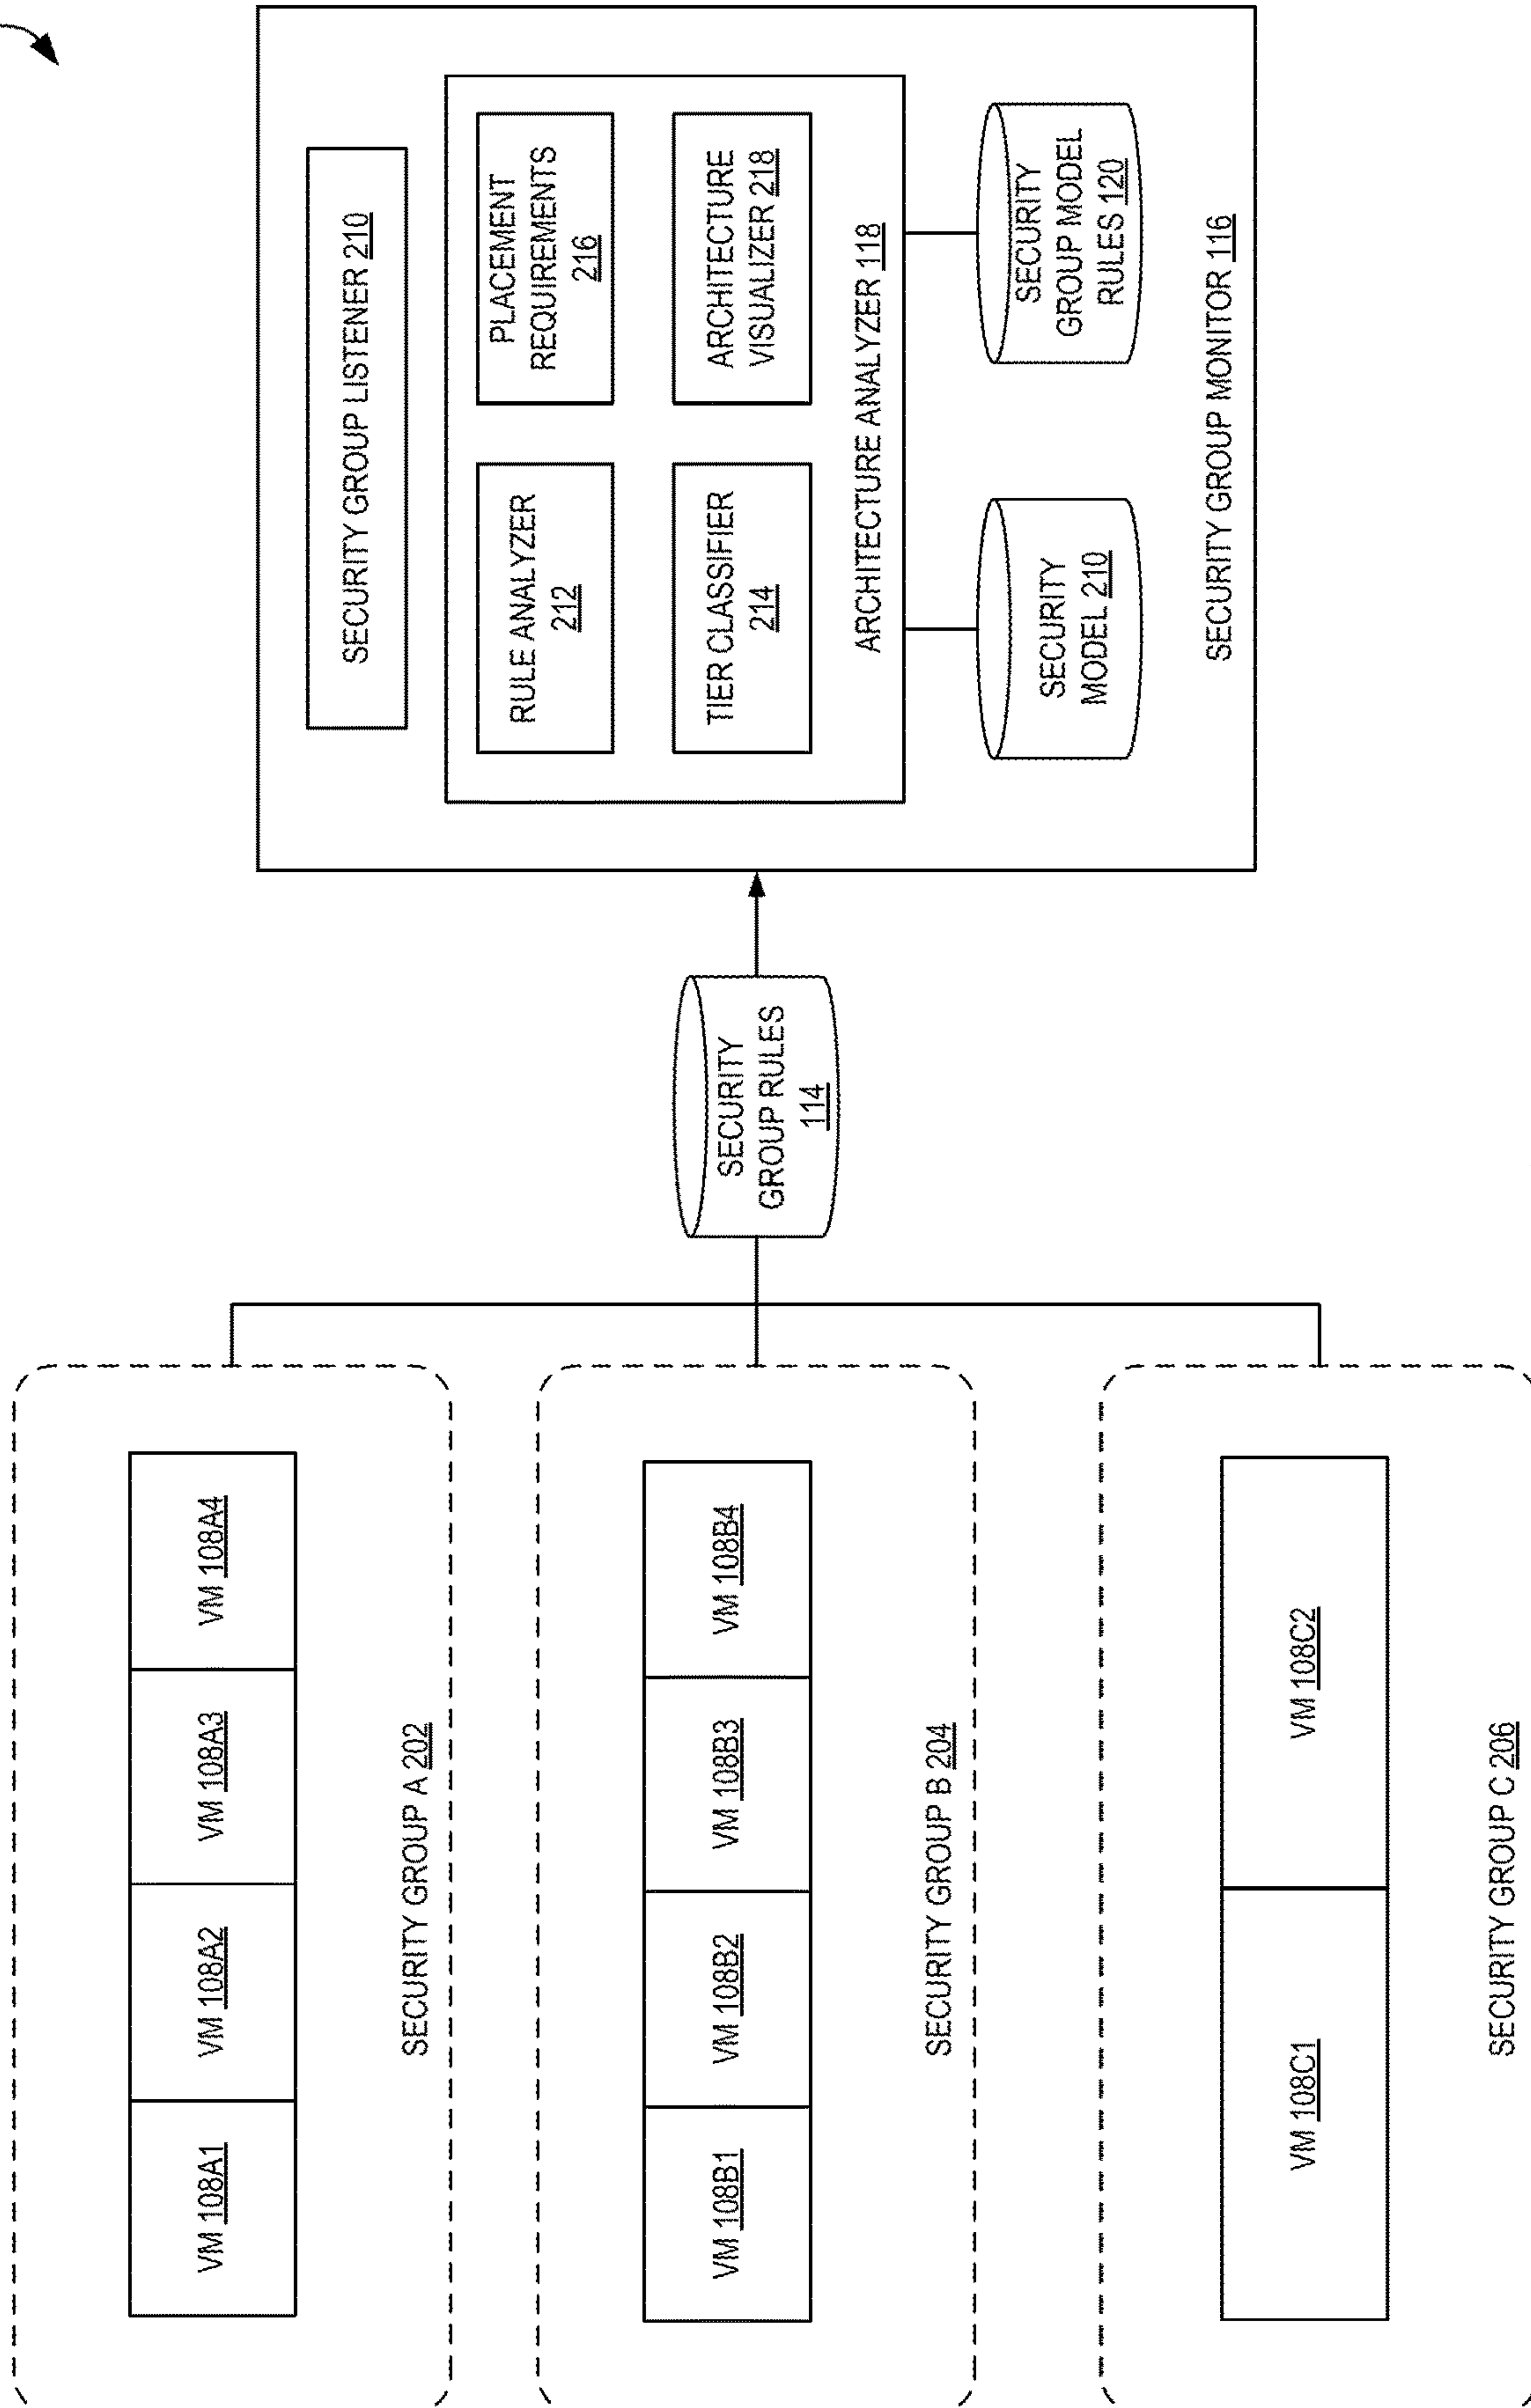 VM 108A1
VM 108A2
VM 108A3
VM 108A4
SECURITY GROUP A 202
VM 108B1
VM 108B2
VM 108B3
VM 108B4
SECURITY GROUP B 204
VM 108C1
VM 108C2
SECURITY GROUP C 206
SECURITY
GROUP RULES
114
SECURITY GROUP LISTENER 210
RULE ANALYZER
212
PLACEMENT
REQUIREMENTS
216
TIER CLASSIFIER
214
ARCHITECTURE
VISUALIZER 218
ARCHITECTURE ANALYZER 118
SECURITY
MODEL 210
SECURITY
GROUP MODEL
RULES 120
SECURITY GROUP MONITOR 116